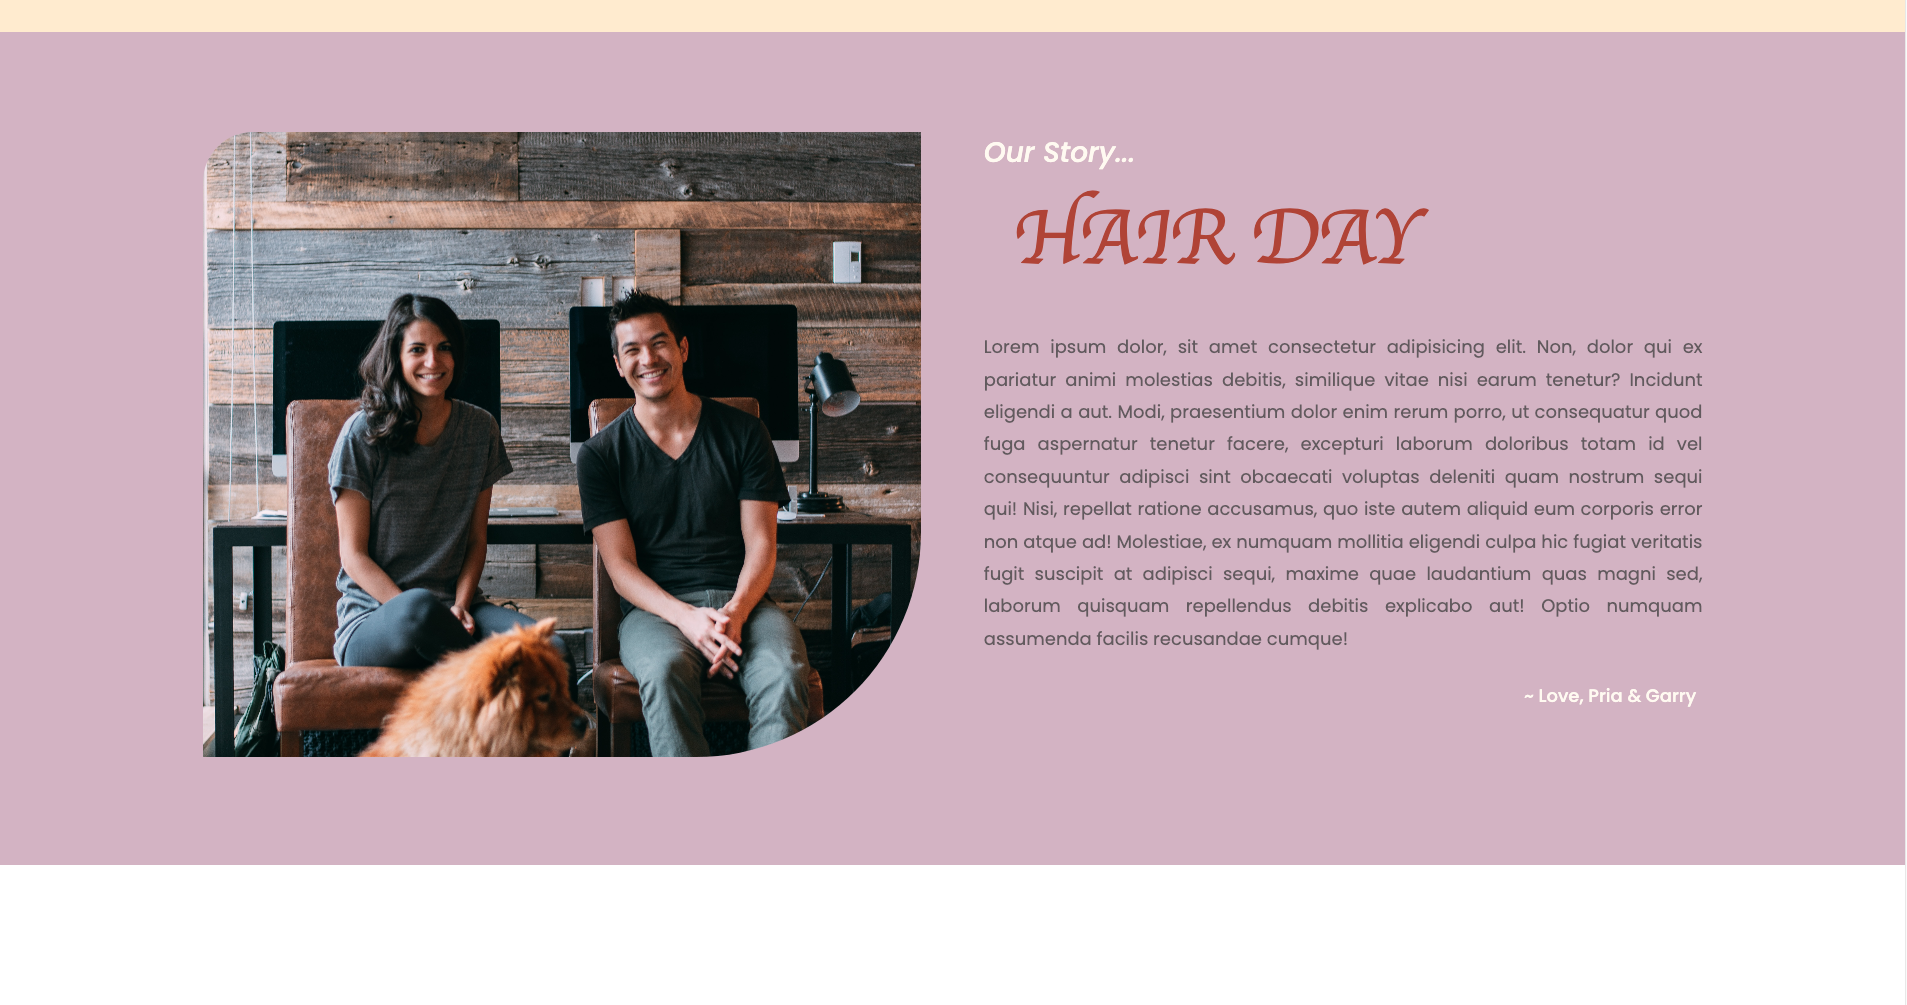 Our Story...
HAIR DAY
Lorem ipsum dolor, sit amet consectetur adipisicing elit. Non, dolor qui ex
pariatur animi molestias debitis, similique vitae nisi earum tenetur? Incidunt
eligendi a aut. Modi, praesentium dolor enim rerum porro, ut consequatur quod
fuga aspernatur tenetur facere, excepturi laborum doloribus totam id vel
consequuntur adipisci sint obcaecati voluptas deleniti quam nostrum sequi
qui! Nisi, repellat ratione accusamus, quo iste autem aliquid eum corporis error
non atque ad! Molestiae, ex numquam mollitia eligendi culpa hic fugiat veritatis
fugit suscipit at adipisci sequi, maxime quae laudantium quas magni sed,
laborum quisquam repellendus debitis explicabo aut! Optio numquam
assumenda facilis recusandae cumque!
~ Love, Pria & Garry